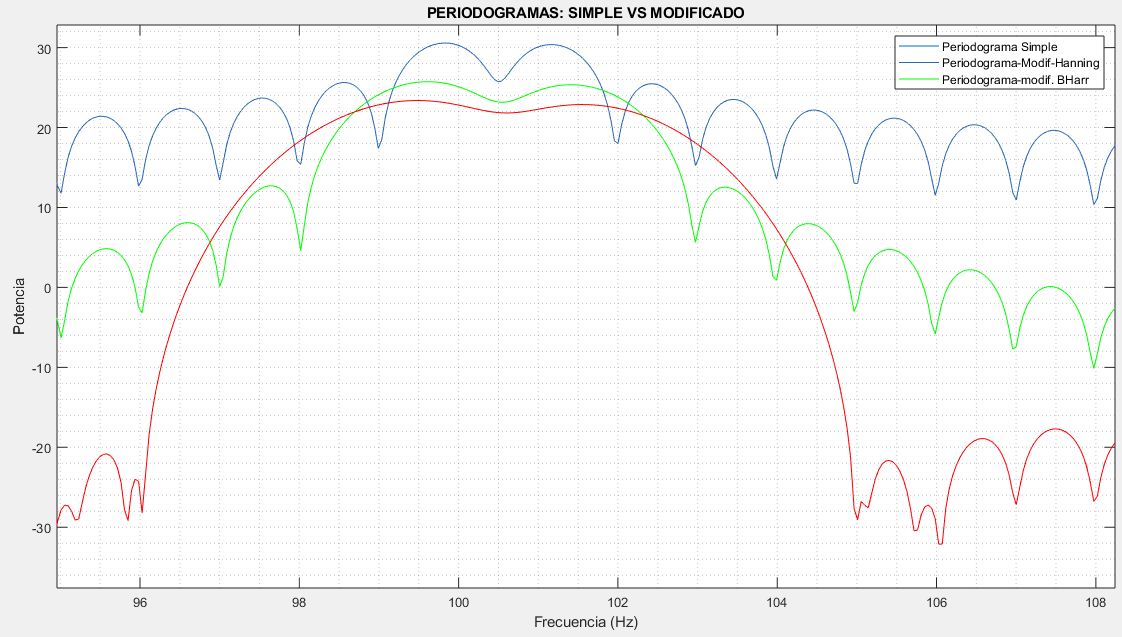 PERIODOGRAMAS: SIMPLE VS MODIFICADO
Periodograma Simple
Periodograma-Modif-Hanning
Periodograma-modif. BHarr
30
20
10
0
-10
-20
-30
Potencia
96 98 100 102 104 106 108
Frecuencia (Hz)